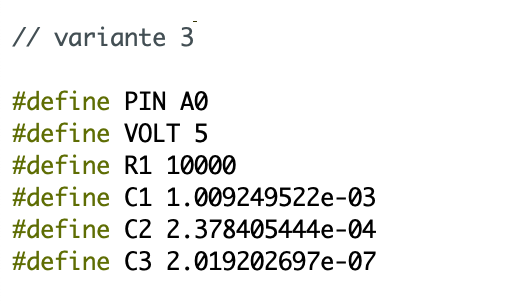 // variante 3
#define PIN A0
#define VOLT 5
#define R1 10000
#define C1 1.009249522e-03
#define C2 2.378405444e-04
#define C3 2.019202697e-07